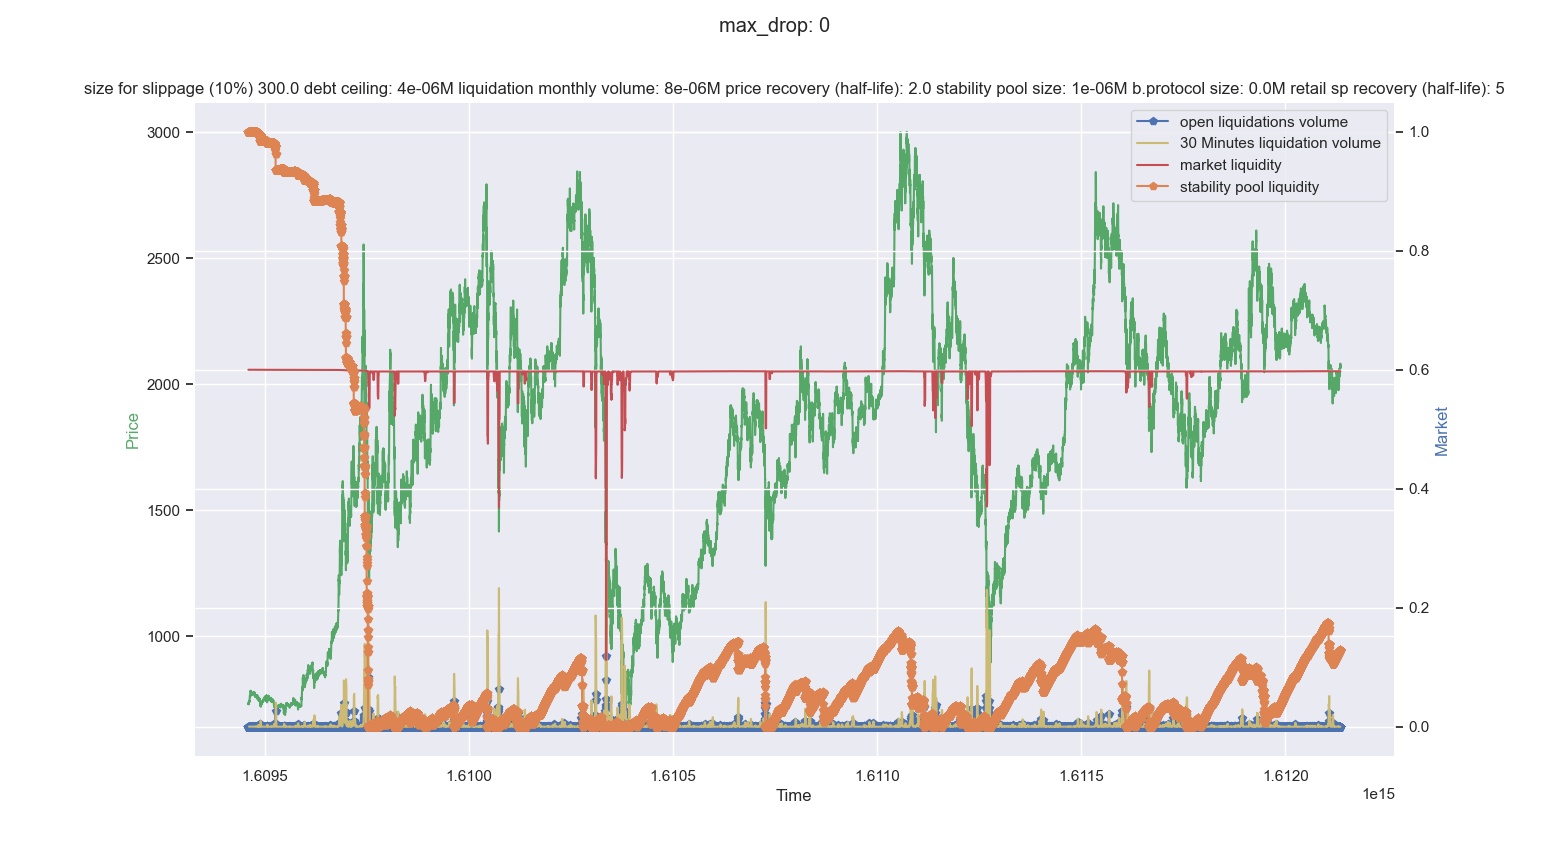 max_drop: 0
size for slippage (10%) 300.0 debt ceiling: 4e-06M liquidation monthly volume: 8e-06M price recovery (half-life): 2.0 stability pool size: 1e-06M b.protocol size: 0.0M retail sp recovery (half-life): 5
open liquidations volume
30 Minutes liquidation volume
market liquidity
stability pool liquidity
3000
2500
2000
1500
1000
Price
1.0
0.8
0.6
0.4
0.2
0.0
Market
1.6095 1.6100 1.6105 1.6110 1.6115 1.6120
Time
1e15